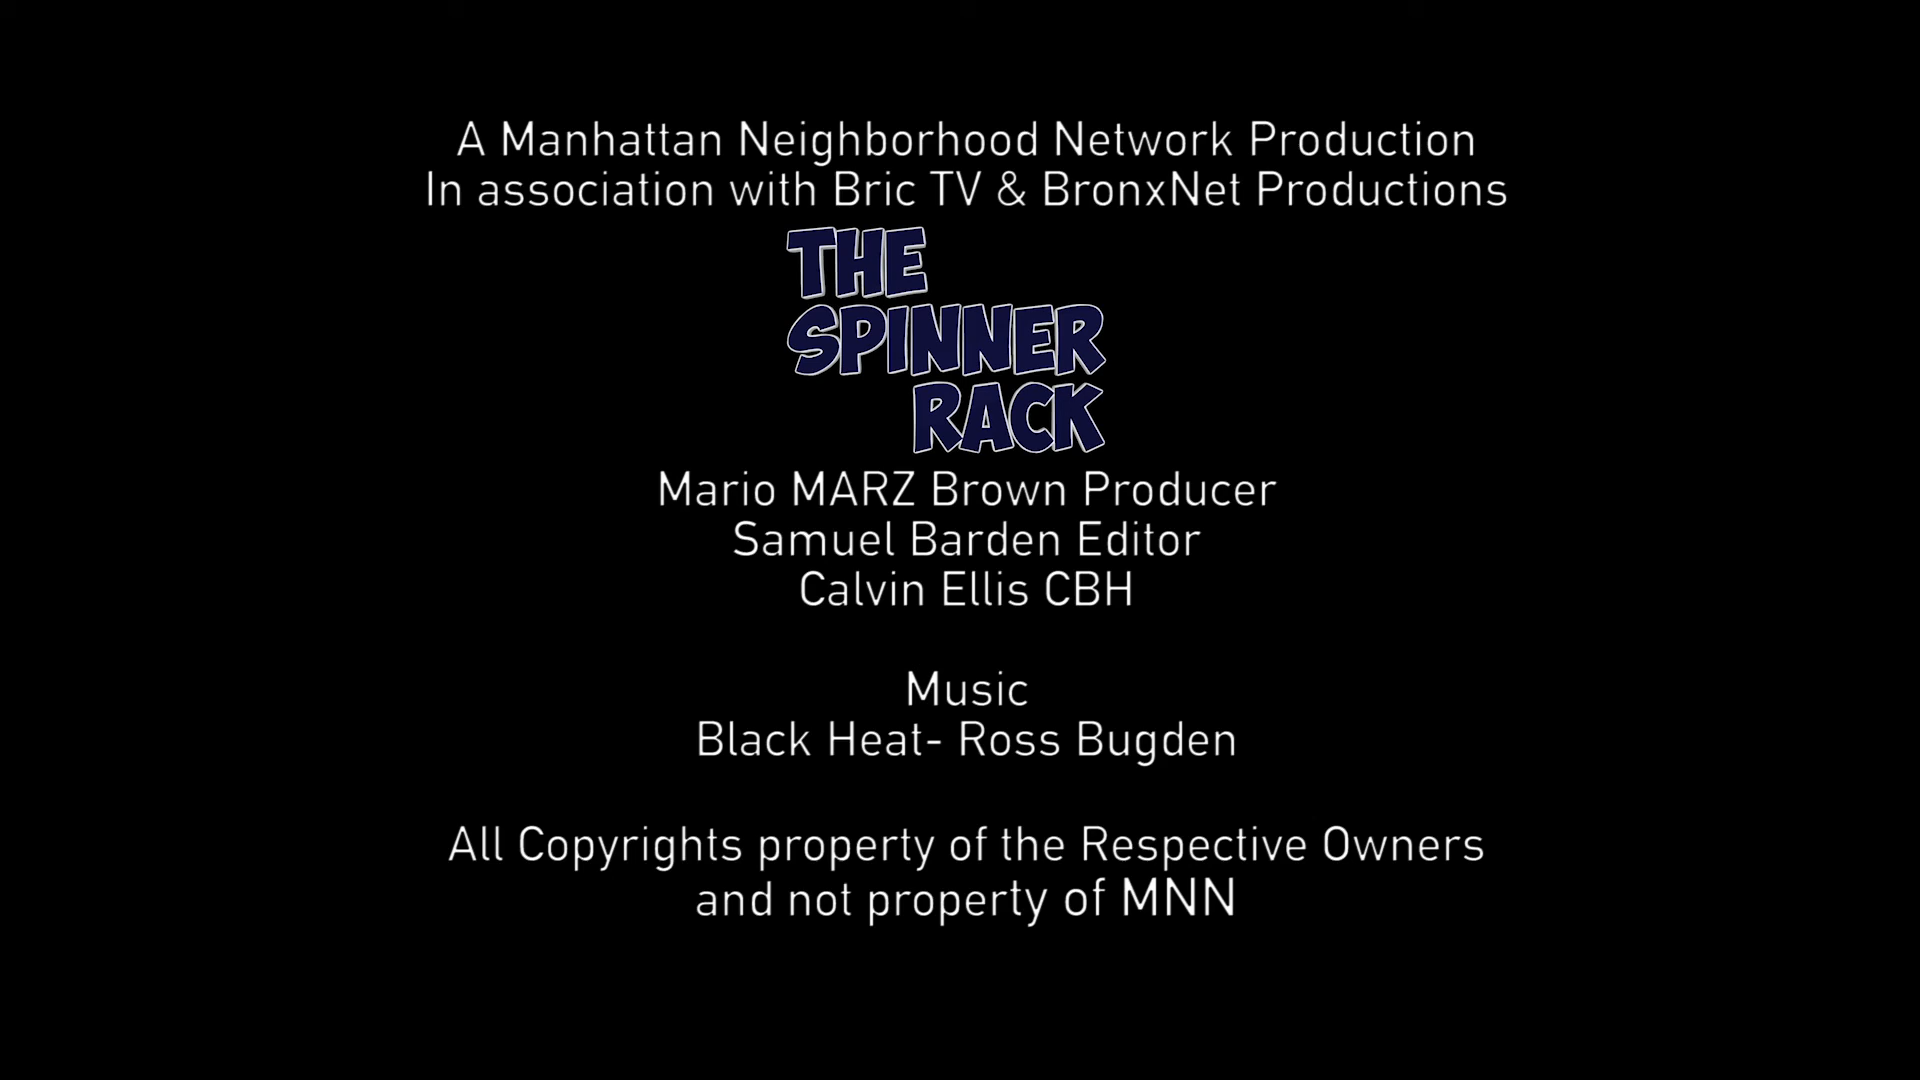 A Manhattan Neighborhood Network Production
In association with Bric TV & BronxNet Productions
THE
SPINNER
RACK
Mario MARZ Brown Producer
Samuel Barden Editor
Calvin Ellis CBH
Music
Black Heat- Ross Bugden
All Copyrights property of the Respective Owners
and not property of MNN